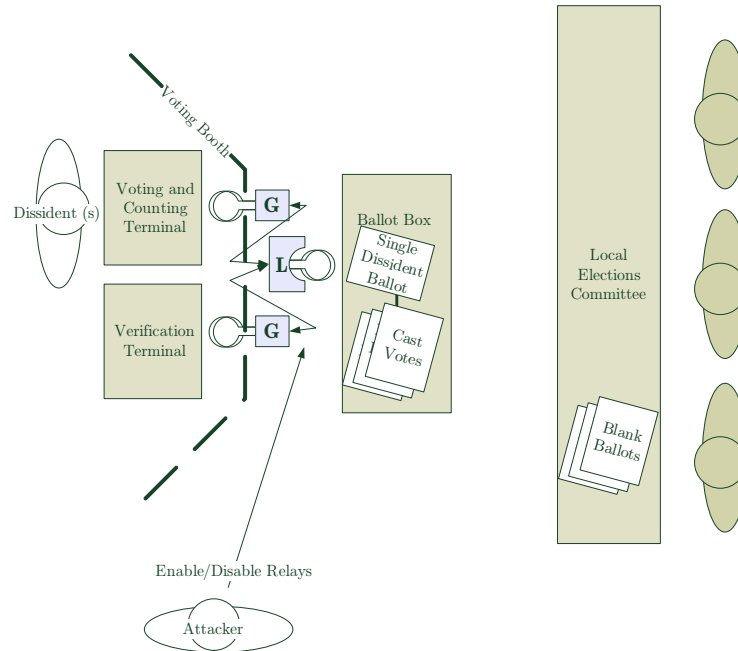 Voting Booth
Voting and
Counting
Terminal
Dissident (s)
G
L
G
Verification
Terminal
Ballot Box
Single
Dissident
Ballot
Cast
Votes
Local
Elections
Committee
Blank
Ballots
Enable/Disable Relays
Attacker